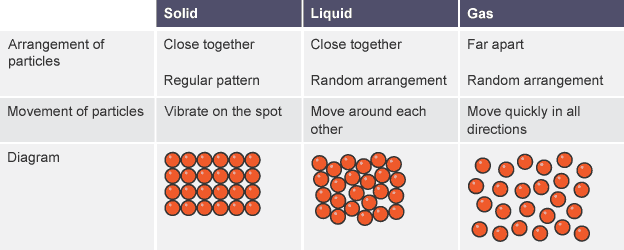 Solid Liquid Gas
Arrangement of particles
Close together
Regular pattern
Close together
Random arrangement
Far apart
Random arrangement
Movement of particles
Vibrate on the spot
Move around each
other
Move quickly in all
directions
Diagram